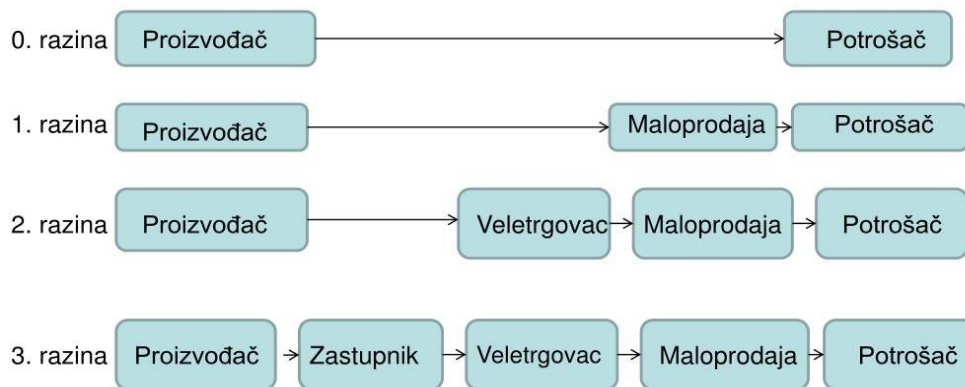 0. razina Proizvođač Potrošač
1. razina Proizvođač Maloprodaja Potrošač
2. razina Proizvođač Veletrgovac Maloprodaja Potrošač
3. razina Proizvođač Zastupnik Veletrgovac Maloprodaja Potrošač